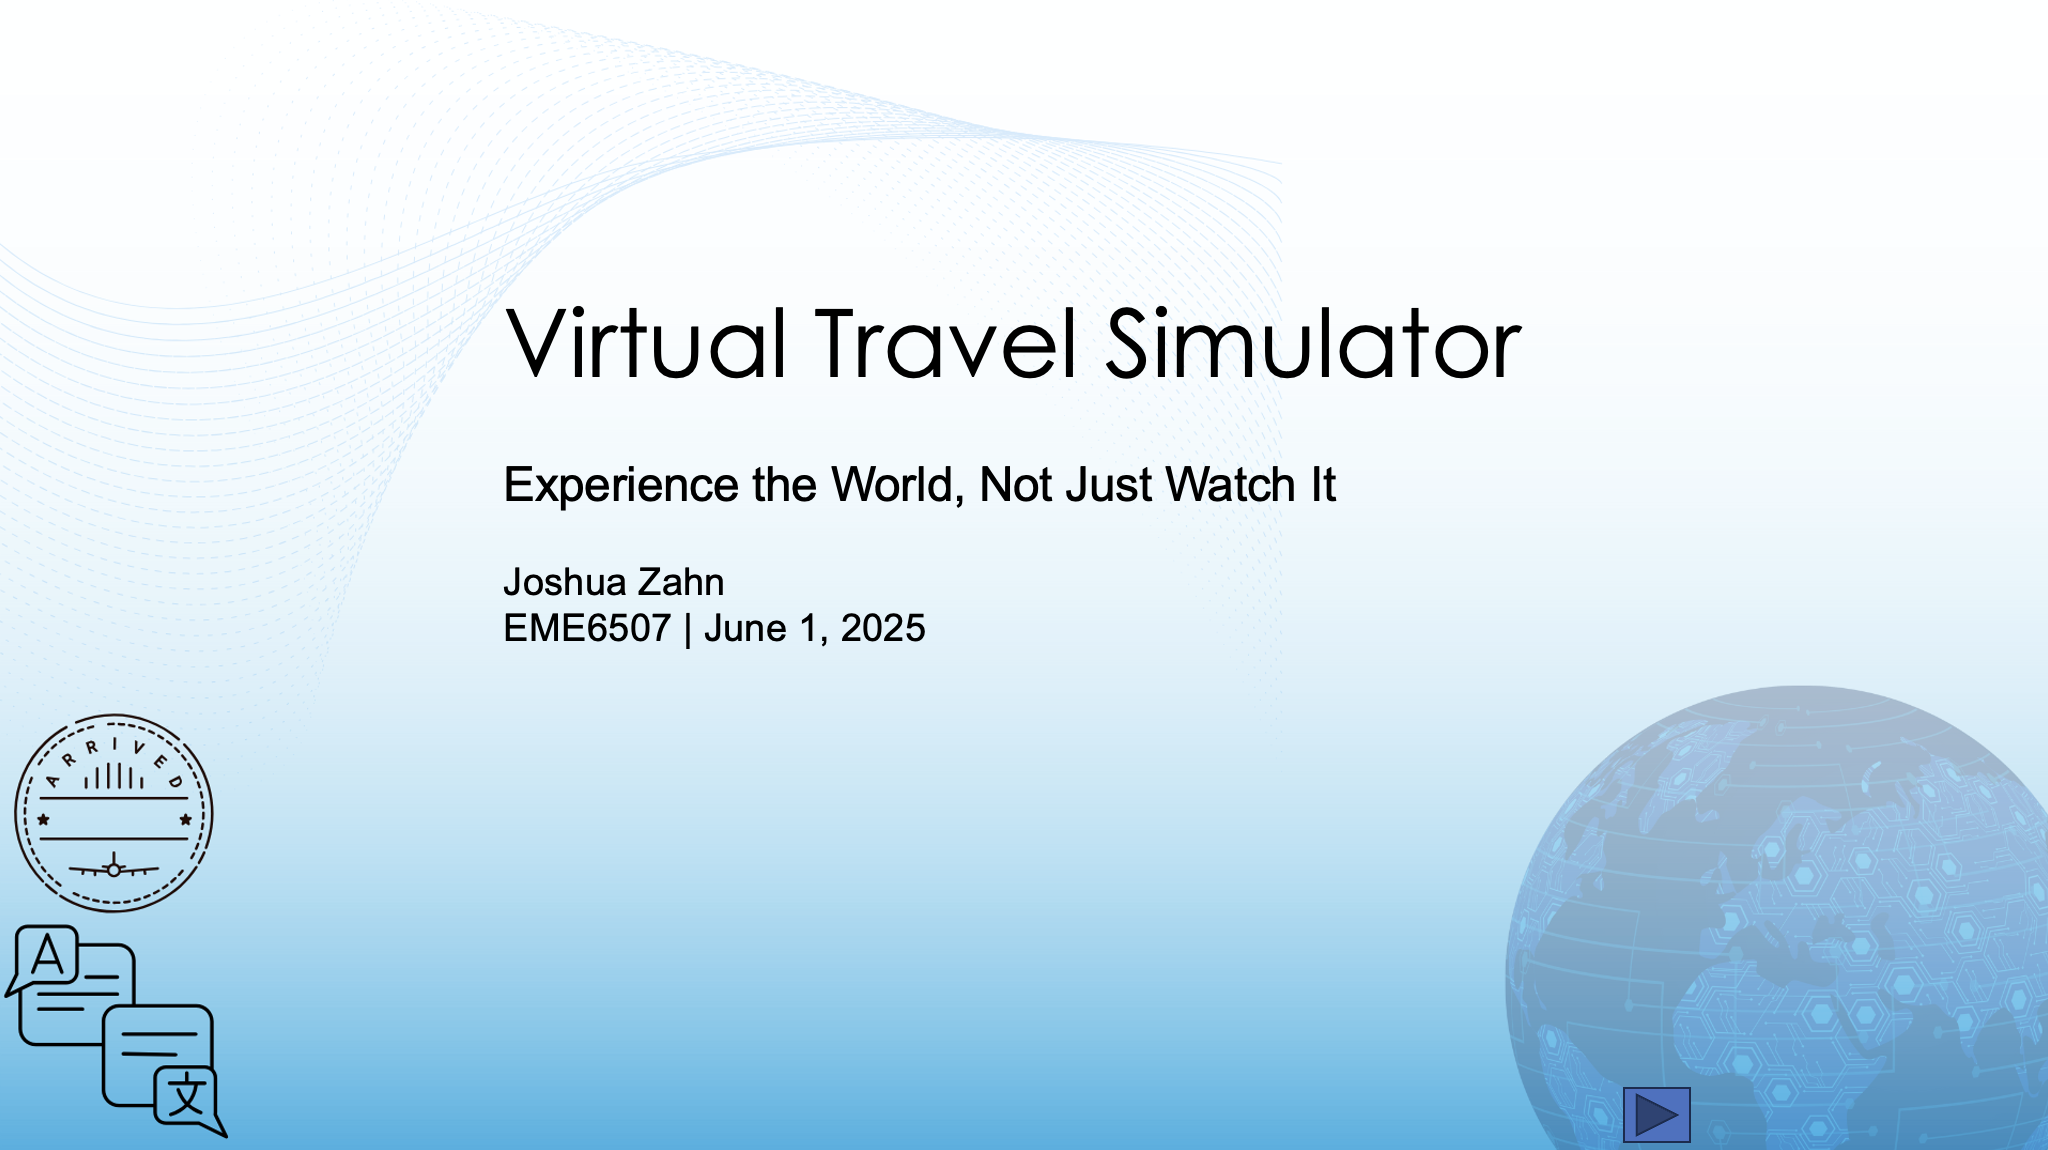 Virtual Travel Simulator
Experience the World, Not Just Watch It
Joshua Zahn
EME6507 | June 1, 2025
ARRIVED
A
文